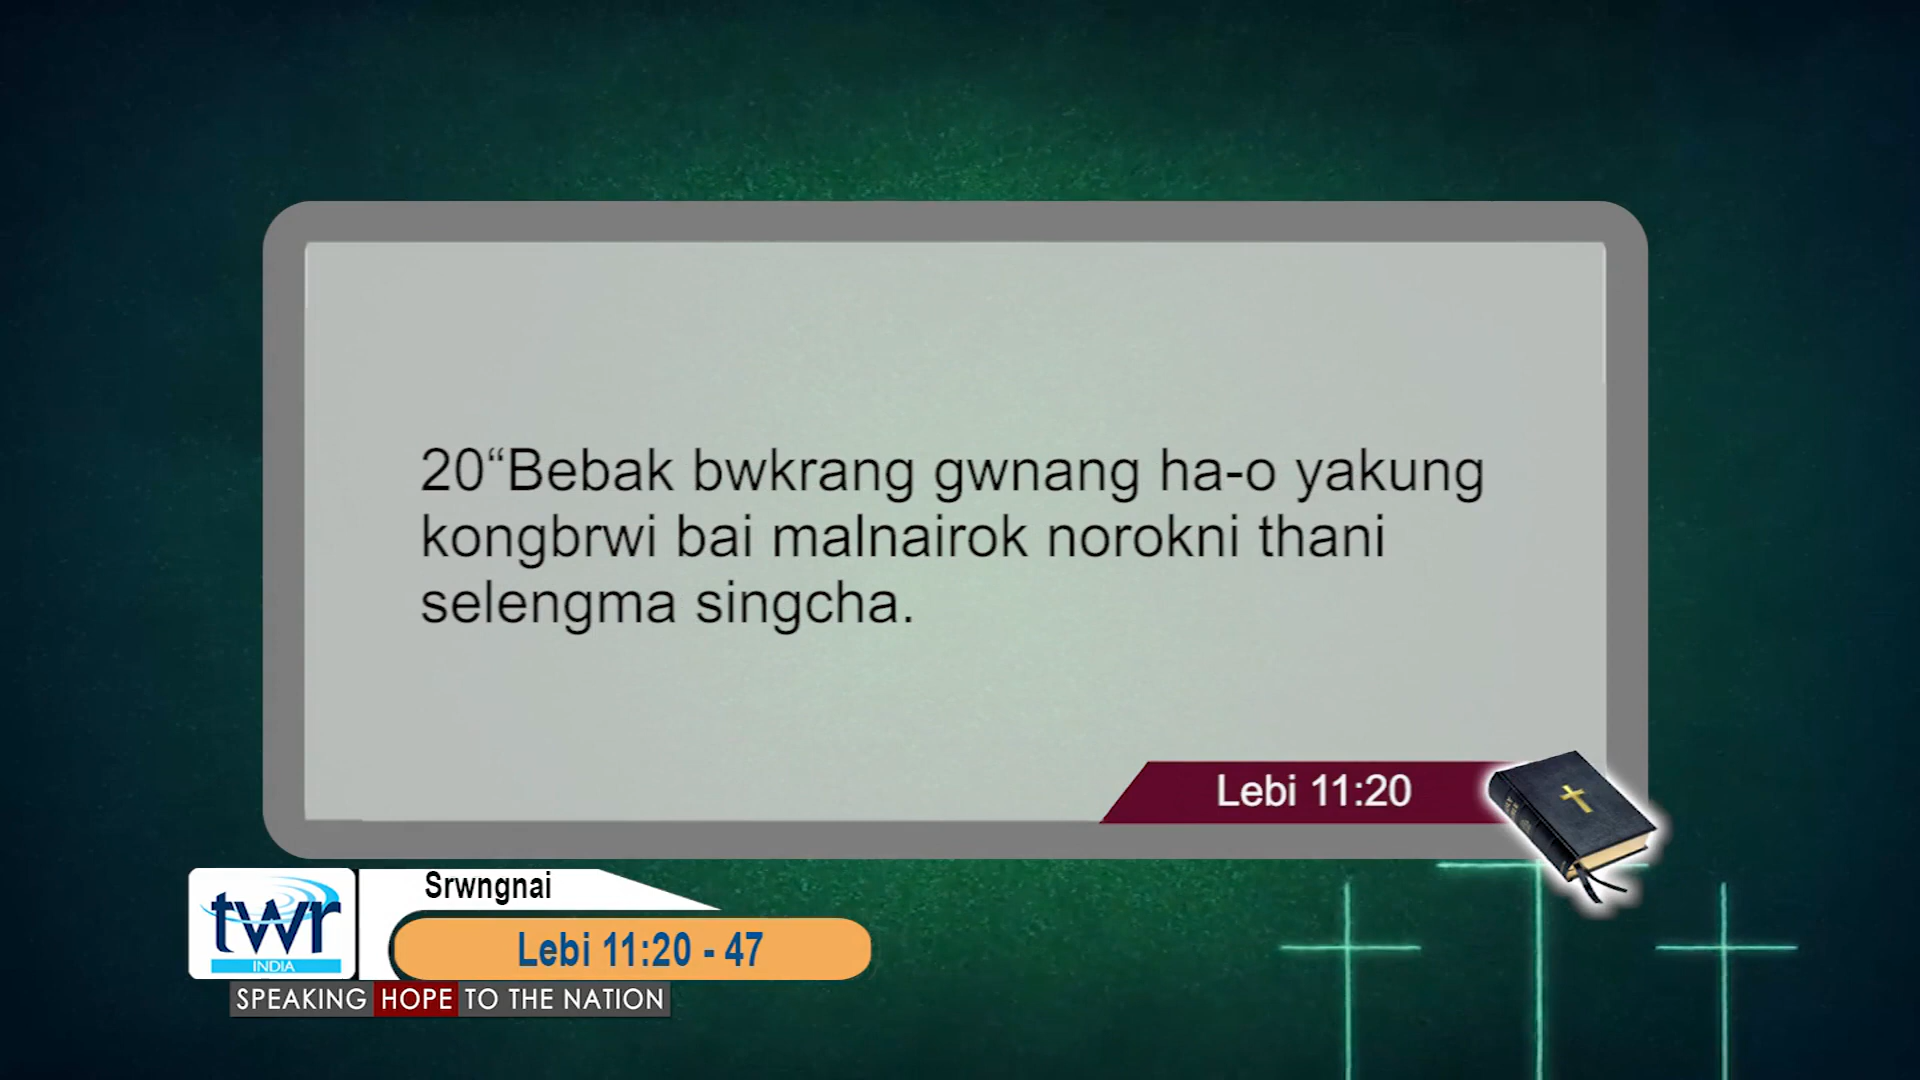 20“Bebak bwkrang gwnang ha-o yakung
kongbrwi bai malnairok norokni thani
selengma singcha.
Lebi 11:20
Srwngnai
Lebi 11:20 - 47
twr
INDIA
SPEAKING HOPE TO THE NATION